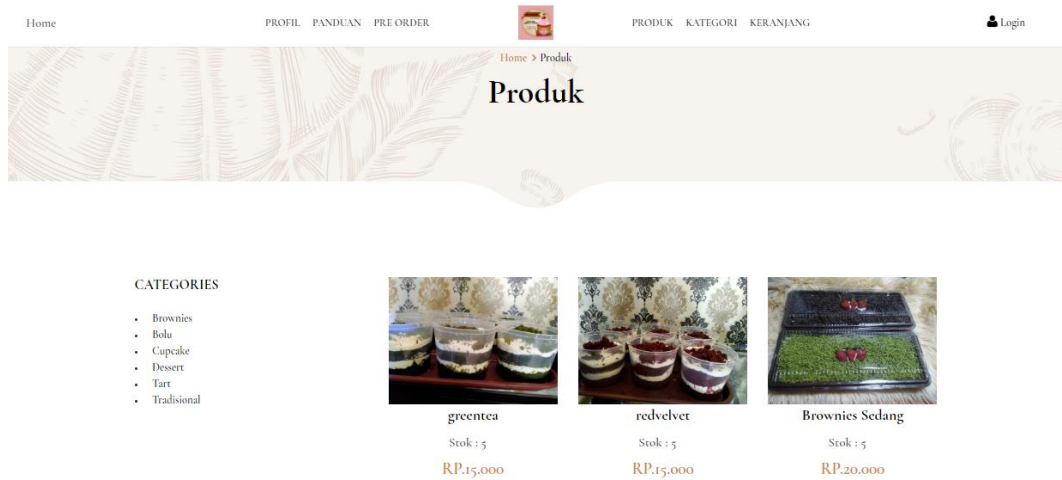 Home PROFIL PANDUAN PRE ORDER PRODUK KATEGORI KERANJANG Login
Home > Produk
Produk
CATEGORIES
• Brownies
• Bolu
• Cupcake
• Dessert
• Tart
• Tradisional
greentea redvelvet Brownies Sedang
Stok : 5 Stok : 5 Stok : 5
RP.15.000 RP.15.000 RP.20.000